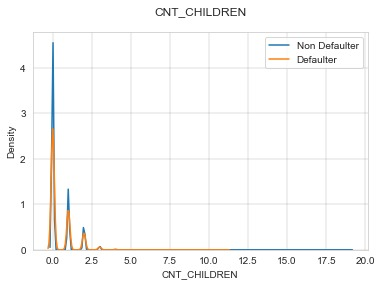 CNT_CHILDREN
Non Defaulter
Defaulter
4
3
2
1
0
Density
0.0 2.5 5.0 7.5 10.0 12.5 15.0 17.5 20.0
CNT_CHILDREN